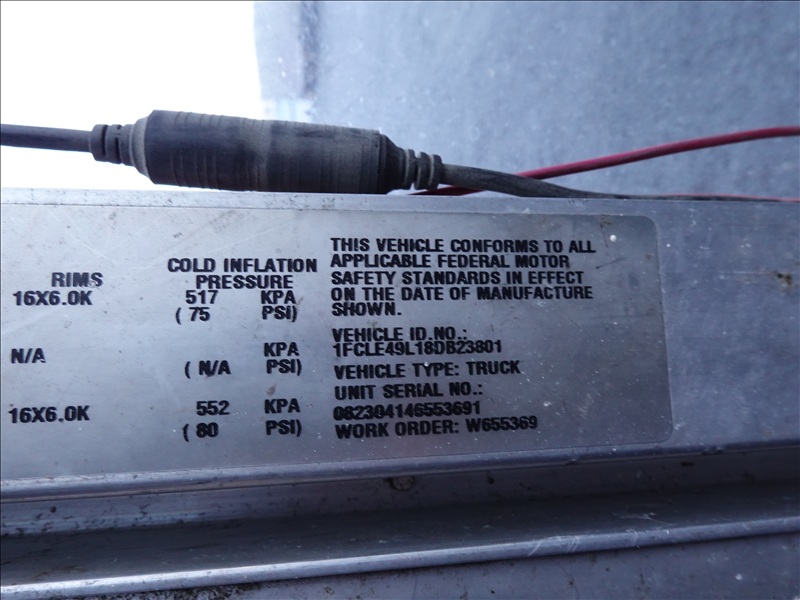 RIMS
16X6.0K
N/A
16X6.0K
COLD INFLATION
PRESSURE
517 KPA
(75 PSI)
KPA
(N/A PSI)
552 KPA
(80 PSI)
THIS VEHICLE CONFORMS TO ALL
APPLICABLE FEDERAL MOTOR
SAFETY STANDARDS IN EFFECT
ON THE DATE OF MANUFACTURE
SHOWN.
VEHICLE ID.NO.:
1FCLE49L18DB23801
VEHICLE TYPE: TRUCK
UNIT SERIAL NO.:
082304146553691
WORK ORDER: W655369